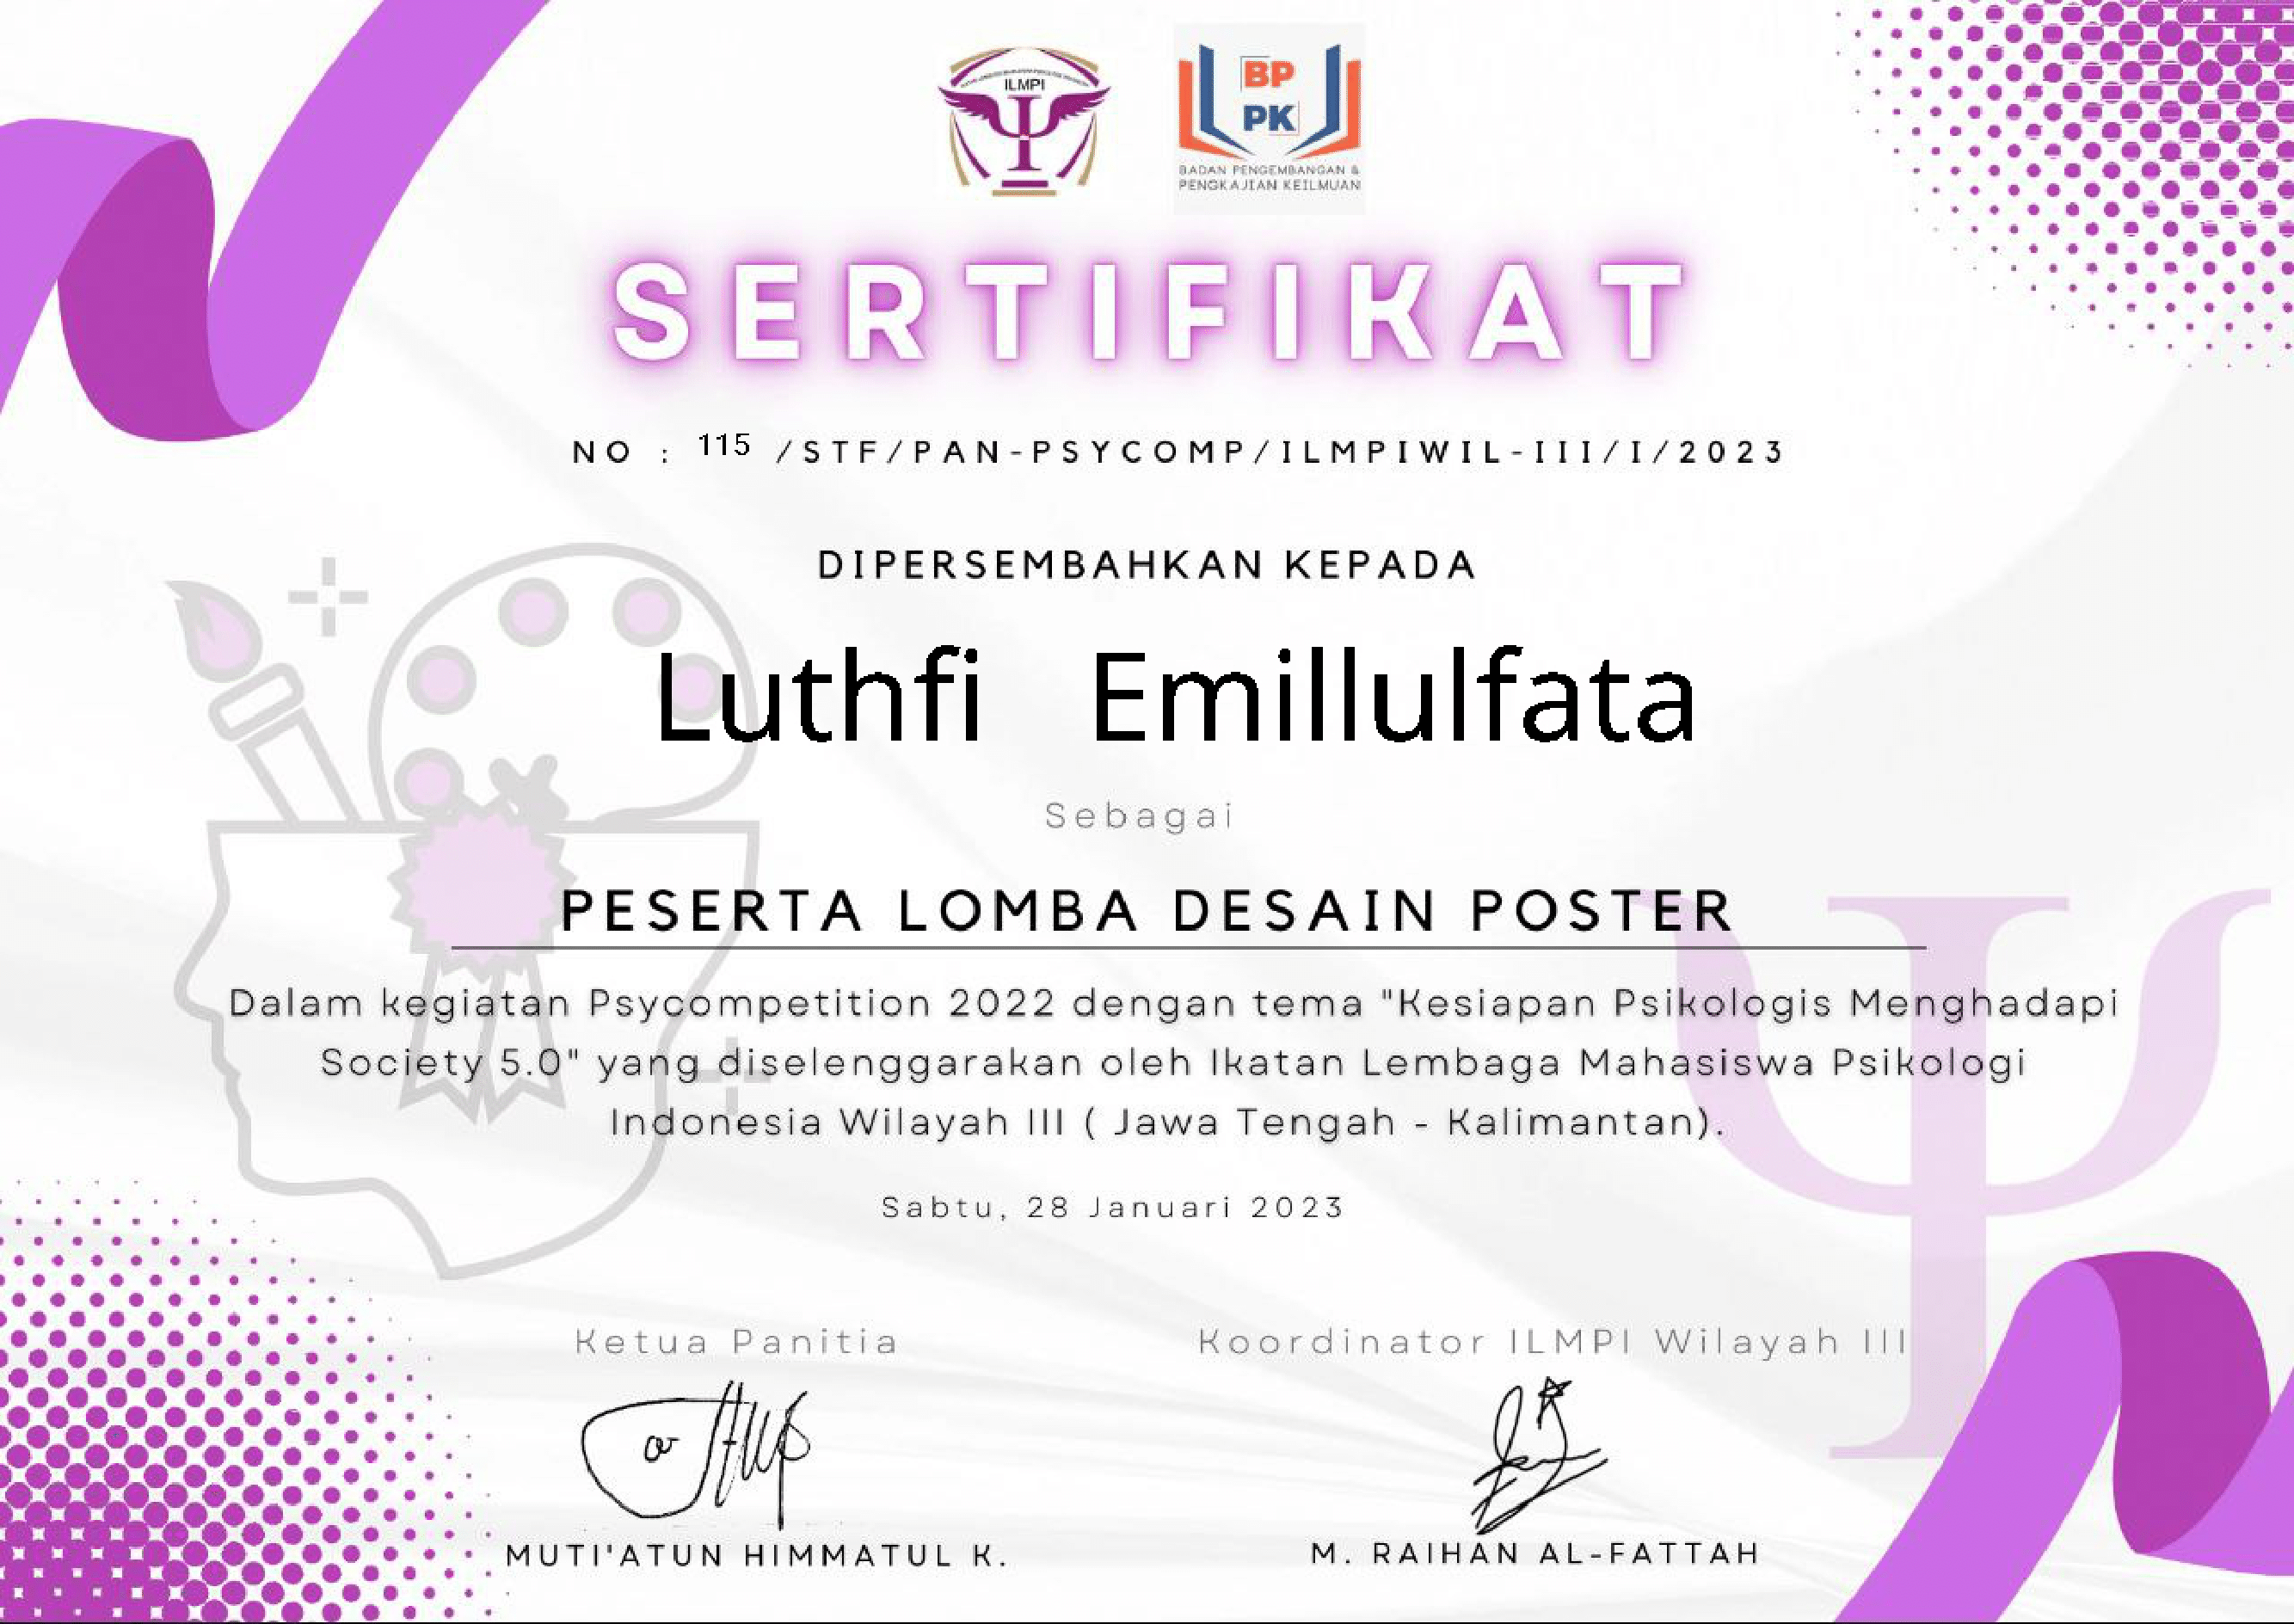 ILMPI
BP
PK
BADAN PENGEMBANGAN &
PENGKAJIAN KEILMUAN
SERTIFIKAT
NO : 115 /STF/PAN-PSYCOMP/ILMPIWIL-III/I/2023
DIPERSEMBAHKAN KEPADA
Luthfi Emillulfata
Sebagai
PESERTA LOMBA DESAIN POSTER
Dalam kegiatan Psycompetition 2022 dengan tema "Kesiapan Psikologis Menghadapi
Society 5.0" yang diselenggarakan oleh Ikatan Lembaga Mahasiswa Psikologi
Indonesia Wilayah III ( Jawa Tengah - Kalimantan).
Sabtu, 28 Januari 2023
Ketua Panitia
Koordinator ILMPI Wilayah III
MUTI'ATUN HIMMATUL K.
M. RAIHAN AL-FATTAH